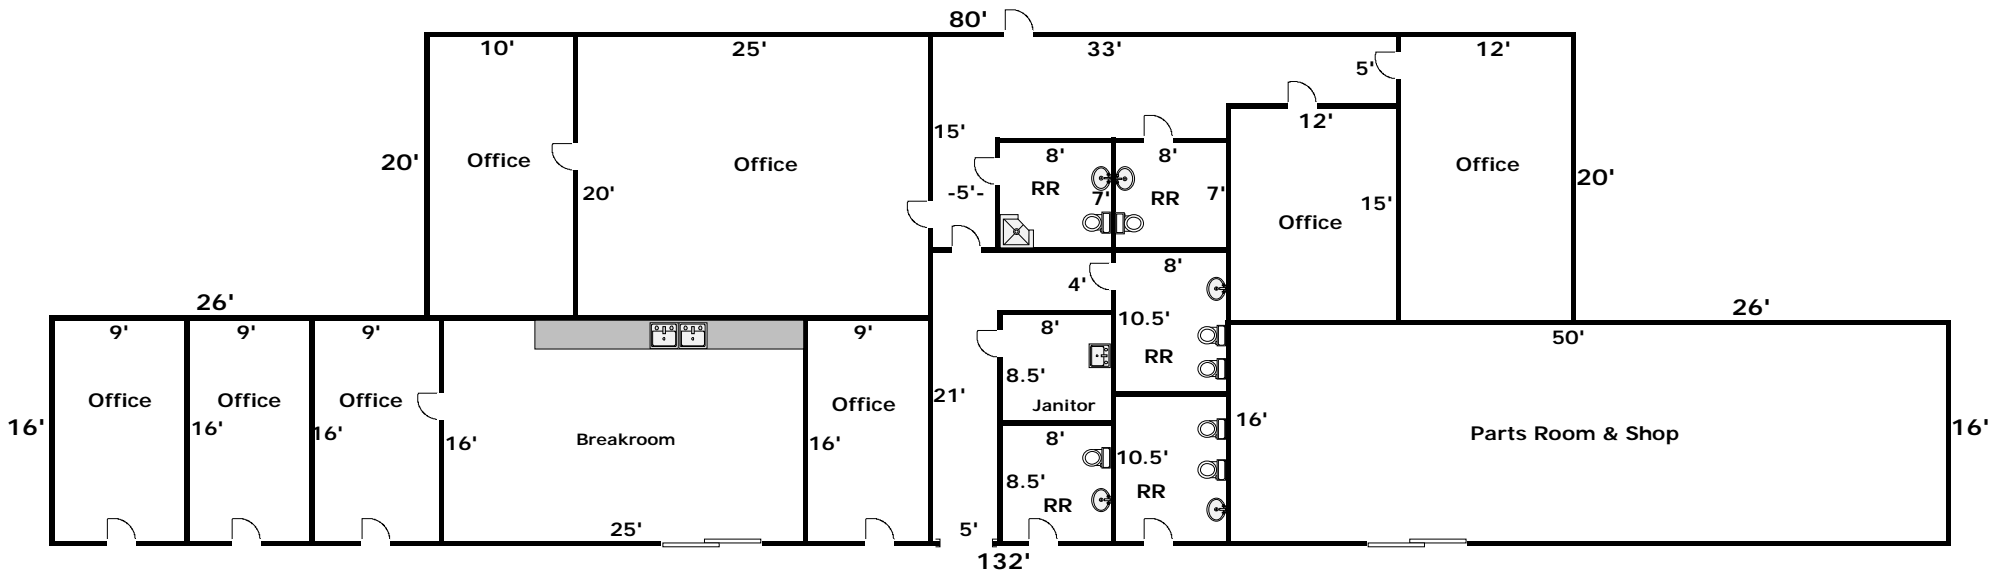 80'
10'
25'
33'
12'
5'
12'
15'
Office
Office
8'
8'
Office
20'
20'
20'
-5'-
RR
7'
RR
7'
15'
Office
4'
8'
26'
26'
9'
9'
9'
9'
8'
10.5'
50'
RR
8.5'
Office
Office
Office
Office
21'
Janitor
16'
16'
16'
16'
Breakroom
16'
8'
16'
Parts Room & Shop
16'
10.5'
8.5'
RR
RR
25'
5'
132'